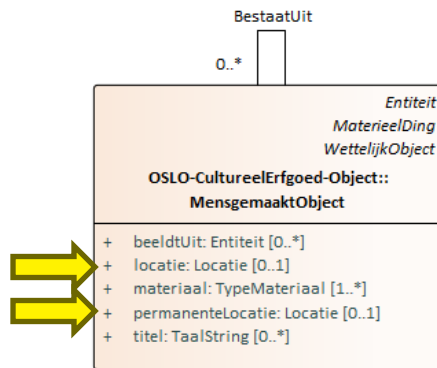 BestaatUit
0..*
Entiteit
MaterieelDing
WettelijkObject
OSLO-CultureelErfgoed-Object::
MensgemaaktObject
+ beeldtUit: Entiteit [0..*]
+ locatie: Locatie [0..1]
+ materiaal: TypeMateriaal [1..*]
+ permanenteLocatie: Locatie [0..1]
+ titel: TaalString [0..*]